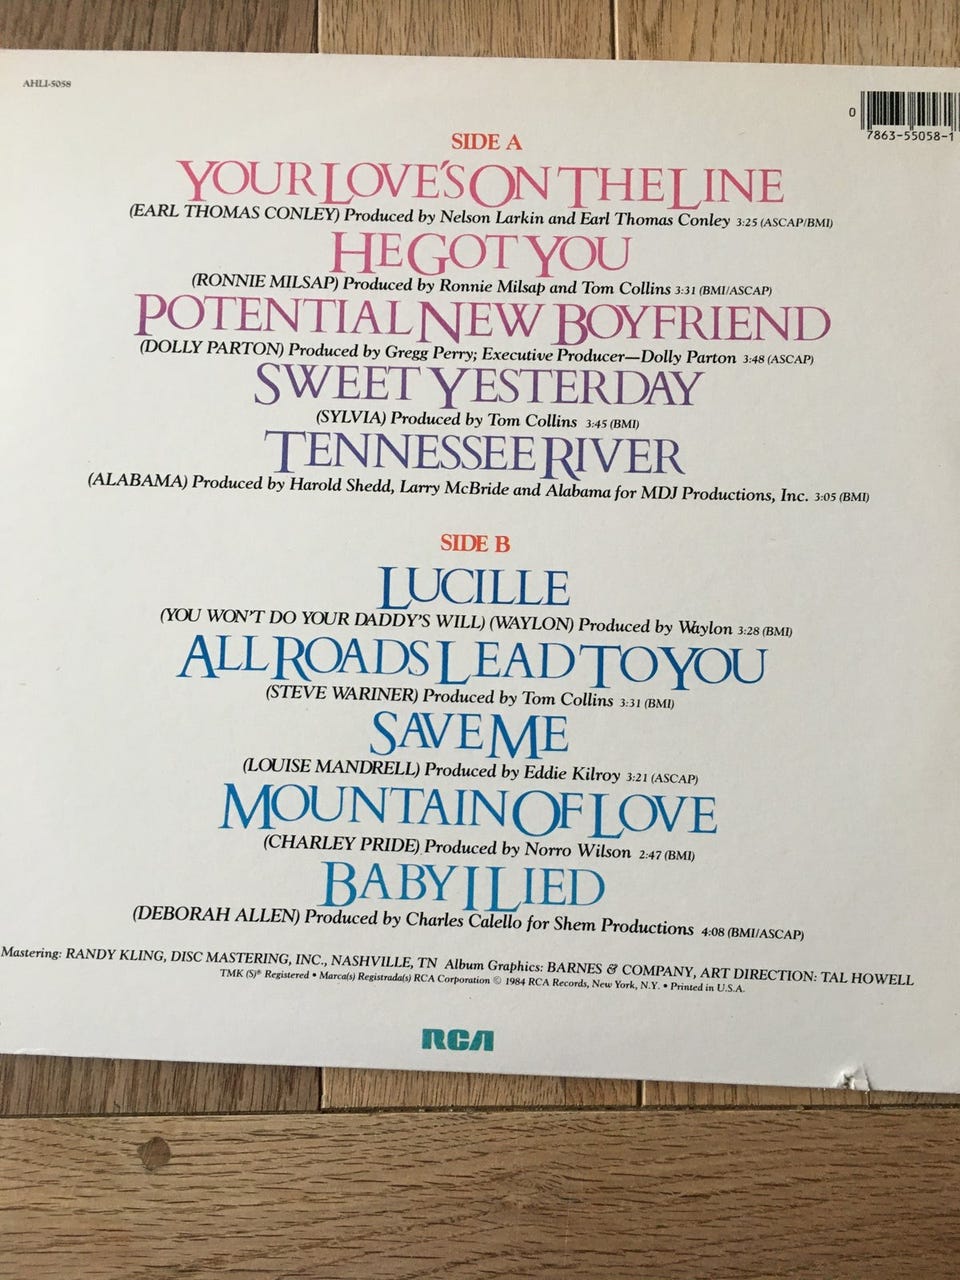 AHL1-5058
0
7863-55058-1
SIDE A
YOUR LOVE'S ON THE LINE
(EARL THOMAS CONLEY) Produced by Nelson Larkin and Earl Thomas Conley 3:25 (ASCAP/BMI)
HE GOT YOU
(RONNIE MILSAP) Produced by Ronnie Milsap and Tom Collins 3:31 (BMI/ASCAP)
POTENTIAL NEW BOYFRIEND
(DOLLY PARTON) Produced by Gregg Perry; Executive Producer—Dolly Parton 3:48 (ASCAP)
SWEET YESTERDAY
(SYLVIA) Produced by Tom Collins 3:45 (BMI)
TENNESSEE RIVER
(ALABAMA) Produced by Harold Shedd, Larry McBride and Alabama for MDJ Productions, Inc. 3:05 (BMI)
SIDE B
LUCILLE
(YOU WON'T DO YOUR DADDY'S WILL) (WAYLON) Produced by Waylon 3:28 (BMI)
ALL ROADS LEAD TO YOU
(STEVE WARINER) Produced by Tom Collins 3:31 (BMI)
SAVE ME
(LOUISE MANDRELL) Produced by Eddie Kilroy 3:21 (ASCAP)
MOUNTAIN OF LOVE
(CHARLEY PRIDE) Produced by Norro Wilson 2:47 (BMI)
BABY I LIED
(DEBORAH ALLEN) Produced by Charles Calello for Shem Productions 4:08 (BMI/ASCAP)
Mastering: RANDY KLING, DISC MASTERING, INC., NASHVILLE, TN Album Graphics: BARNES & COMPANY, ART DIRECTION: TAL HOWELL
TMK (S)® Registered • Marca(s) Registrada(s) RCA Corporation © 1984 RCA Records, New York, N.Y. • Printed in U.S.A.
RCA